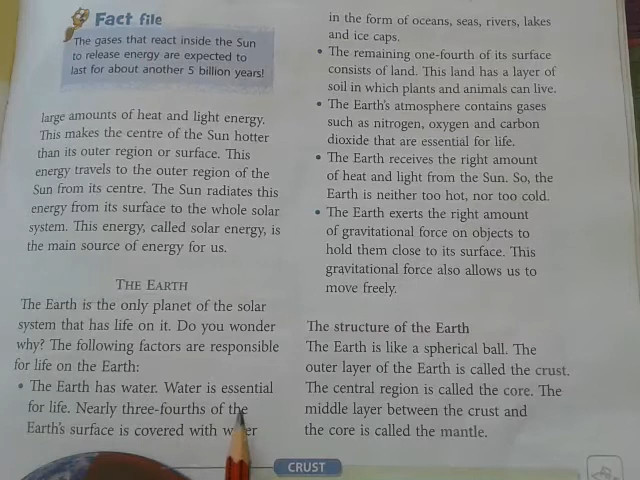 Fact file
The gases that react inside the Sun
to release energy are expected to
last for about another 5 billion years!
large amounts of heat and light energy.
This makes the centre of the Sun hotter
than its outer region or surface. This
energy travels to the outer region of the
Sun from its centre. The Sun radiates this
energy from its surface to the whole solar
system. This energy, called solar energy, is
the main source of energy for us.
THE EARTH
The Earth is the only planet of the solar
system that has life on it. Do you wonder
why? The following factors are responsible
for life on the Earth:
• The Earth has water. Water is essential
for life. Nearly three-fourths of the
Earth's surface is covered with
in the form of oceans, seas, rivers, lakes
and ice caps.
• The remaining one-fourth of its surface
consists of land. This land has a layer of
soil in which plants and animals can live.
• The Earth's atmosphere contains gases
such as nitrogen, oxygen and carbon
dioxide that are essential for life.
• The Earth receives the right amount
of heat and light from the Sun. So, the
Earth is neither too hot, nor too cold.
• The Earth exerts the right amount
of gravitational force on objects to
hold them close to its surface. This
gravitational force also allows us to
move freely.
The structure of the Earth
The Earth is like a spherical ball. The
outer layer of the Earth is called the crust.
The central region is called the core. The
middle layer between the crust and
the core is called the mantle.
CRUST